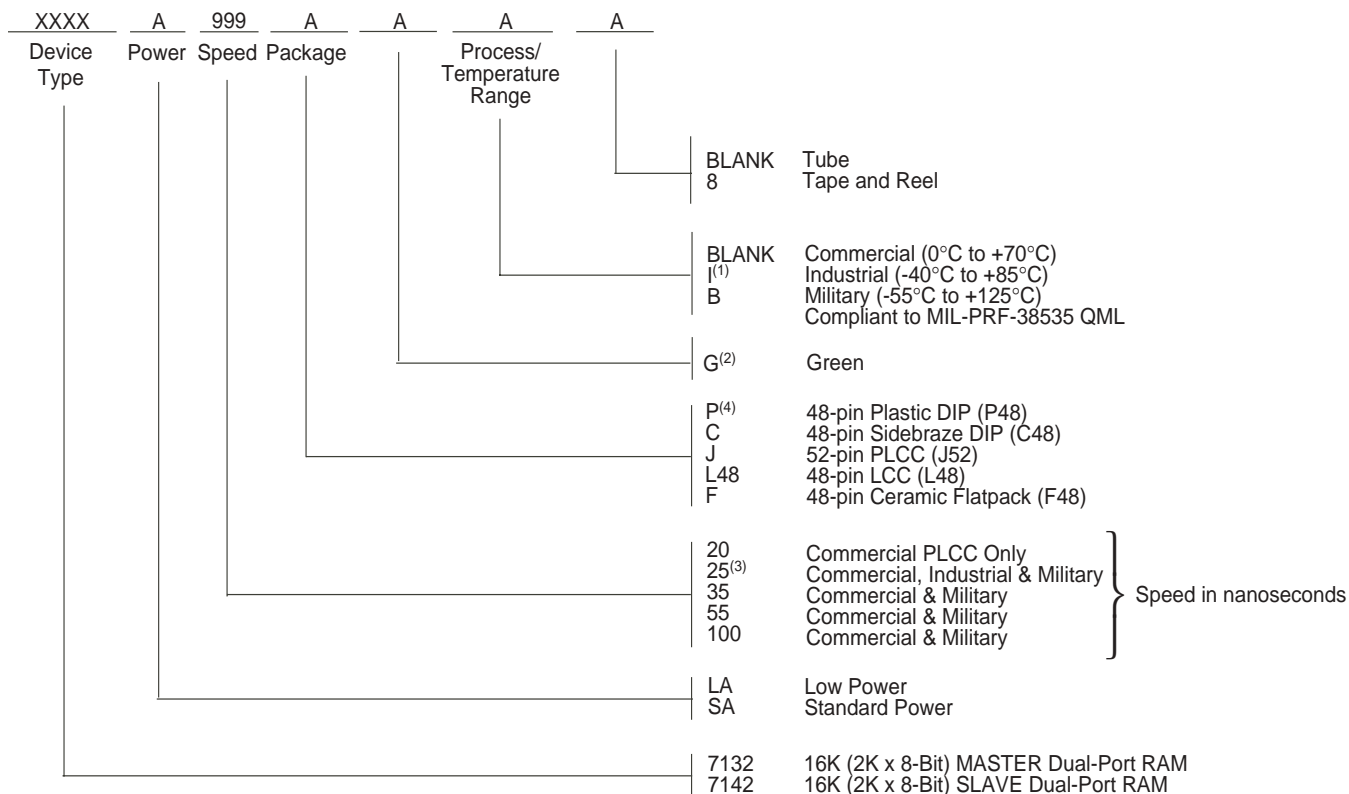 XXXX A 999 A A A A
Device Type Power Speed Package Process/ Temperature Range
BLANK Tube
8 Tape and Reel
BLANK Commercial (0°C to +70°C)
I(1) Industrial (-40°C to +85°C)
B Military (-55°C to +125°C)
Compliant to MIL-PRF-38535 QML
G(2) Green
P(4) 48-pin Plastic DIP (P48)
C 48-pin Sidebraze DIP (C48)
J 52-pin PLCC (J52)
L48 48-pin LCC (L48)
F 48-pin Ceramic Flatpack (F48)
20 Commercial PLCC Only
25(3) Commercial, Industrial & Military
35 Commercial & Military
55 Commercial & Military
100 Commercial & Military
Speed in nanoseconds
LA Low Power
SA Standard Power
7132 16K (2K x 8-Bit) MASTER Dual-Port RAM
7142 16K (2K x 8-Bit) SLAVE Dual-Port RAM